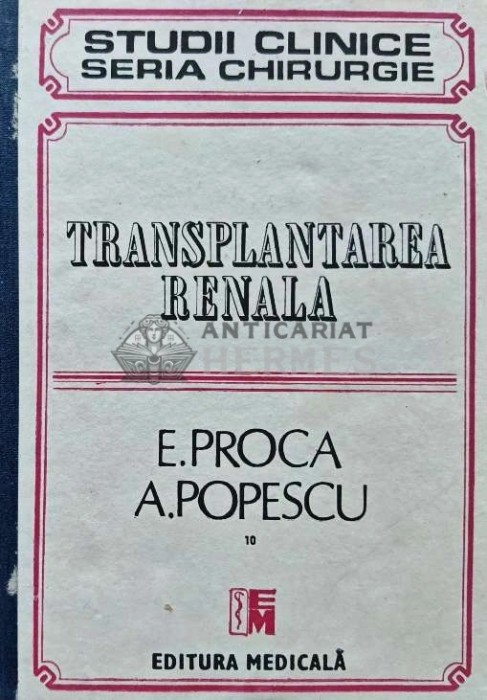 STUDII CLINICE
SERIA CHIRURGIE
TRANSPLANTAREA
RENALA
ANTICARIAT
HERMES
E.PROCA
A.POPESCU
10
EM
EDITURA MEDICALĂ